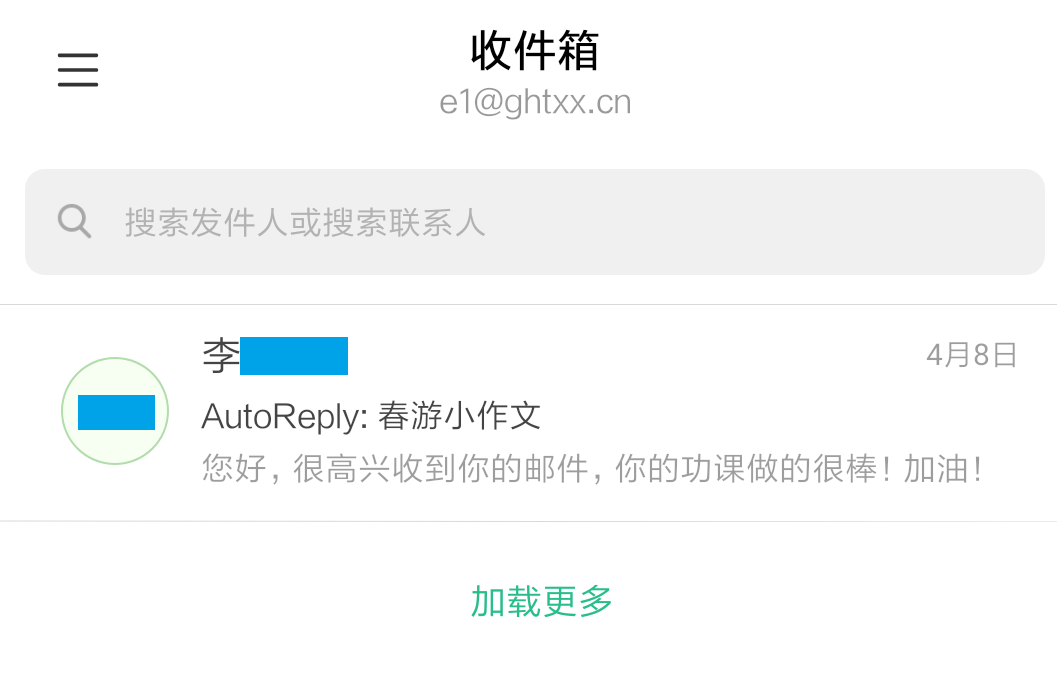 收件箱
e1@ghtxx.cn
搜索发件人或搜索联系人
李
4月8日
AutoReply: 春游小作文
您好，很高兴收到你的邮件，你的功课做的很棒！加油！
加载更多